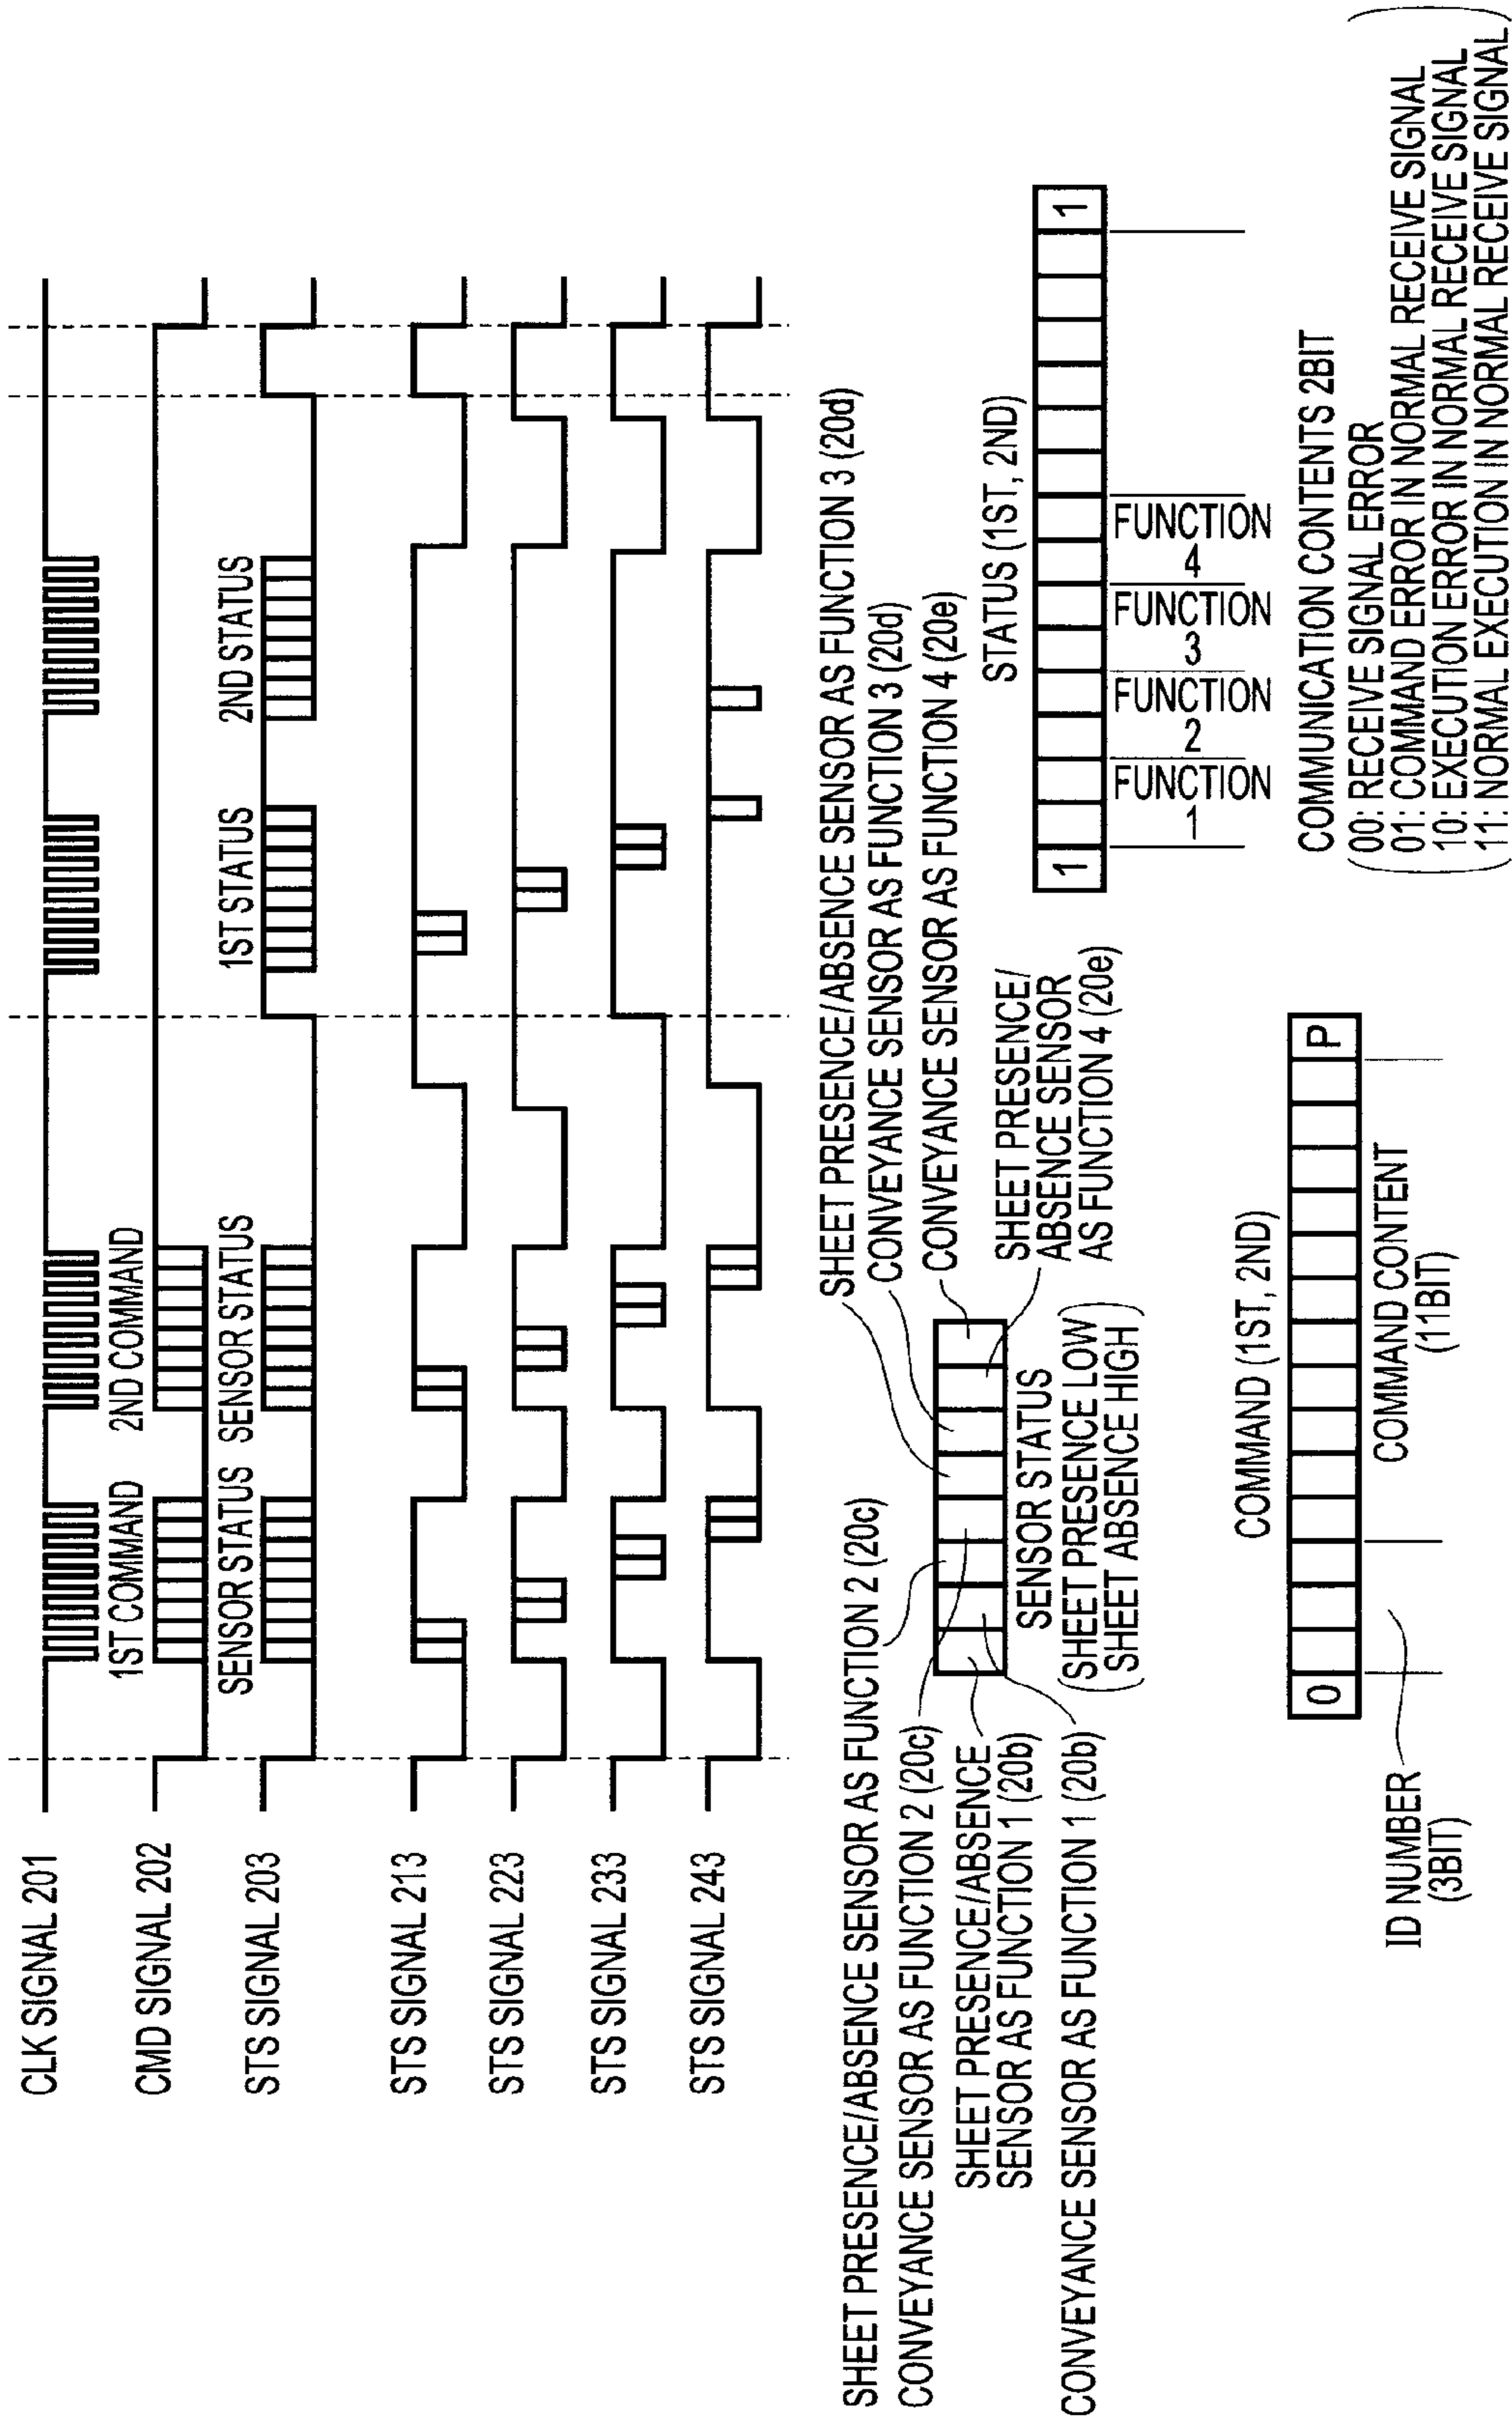 CLK SIGNAL 201
CMD SIGNAL 202
1ST COMMAND
2ND COMMAND
STS SIGNAL 203
SENSOR STATUS
SENSOR STATUS
1ST STATUS
2ND STATUS
STS SIGNAL 213
STS SIGNAL 223
STS SIGNAL 233
STS SIGNAL 243
SHEET PRESENCE/ABSENCE SENSOR AS FUNCTION 2 (20c)
CONVEYANCE SENSOR AS FUNCTION 2 (20c)
SHEET PRESENCE/ABSENCE
SENSOR AS FUNCTION 1 (20b)
CONVEYANCE SENSOR AS FUNCTION 1 (20b)
SHEET PRESENCE/ABSENCE SENSOR AS FUNCTION 3 (20d)
CONVEYANCE SENSOR AS FUNCTION 3 (20d)
CONVEYANCE SENSOR AS FUNCTION 4 (20e)
SHEET PRESENCE/
ABSENCE SENSOR
AS FUNCTION 4 (20e)
SENSOR STATUS
SHEET PRESENCE LOW
SHEET ABSENCE HIGH
STATUS (1ST, 2ND)
1
1
FUNCTION
1
FUNCTION
2
FUNCTION
3
FUNCTION
4
COMMUNICATION CONTENTS 2BIT
00: RECEIVE SIGNAL ERROR
01: COMMAND ERROR IN NORMAL RECEIVE SIGNAL
10: EXECUTION ERROR IN NORMAL RECEIVE SIGNAL
11: NORMAL EXECUTION IN NORMAL RECEIVE SIGNAL
COMMAND (1ST, 2ND)
0
P
ID NUMBER
(3BIT)
COMMAND CONTENT
(11BIT)